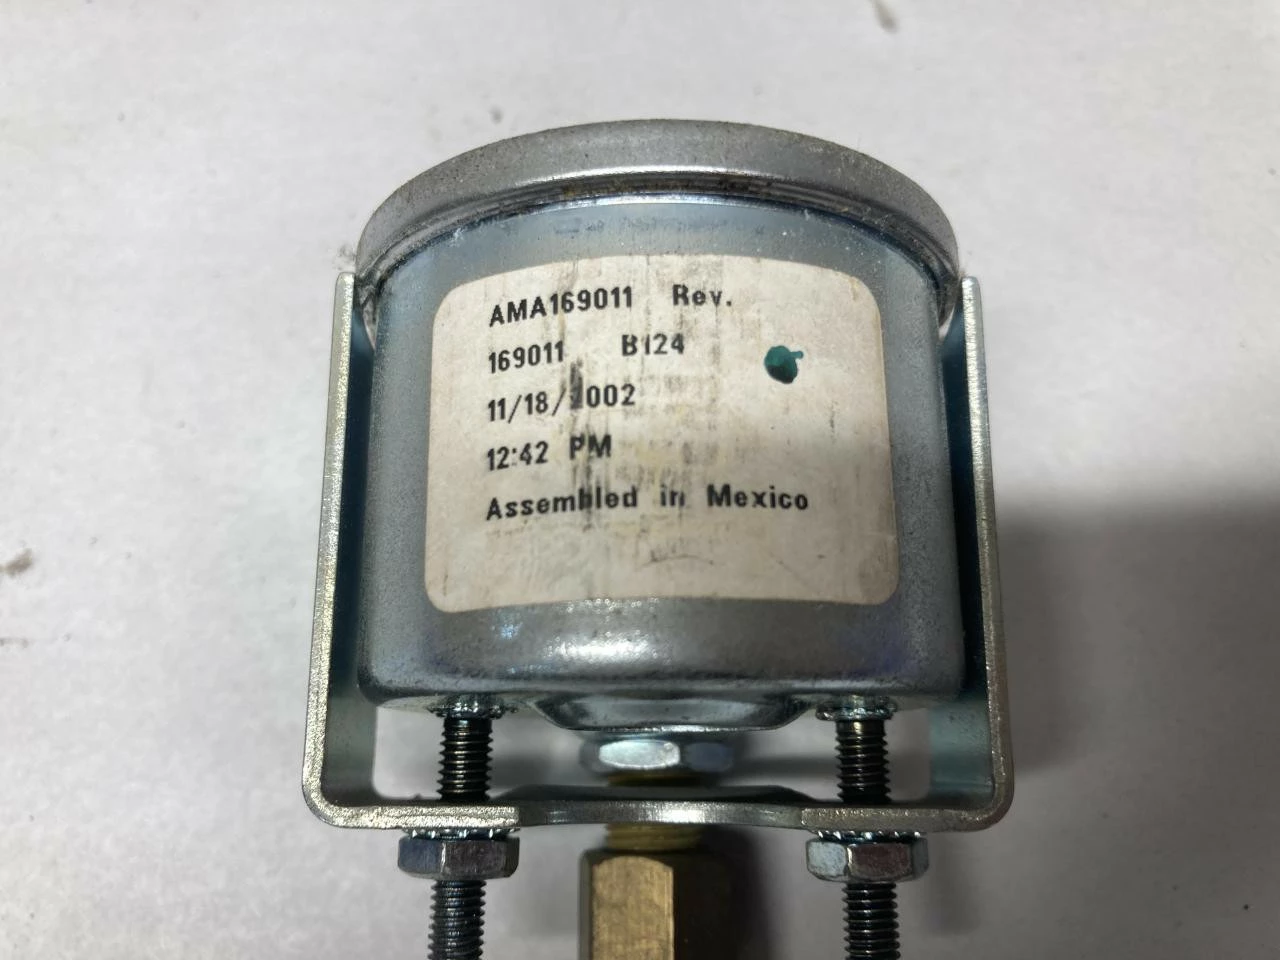 AMA169011 Rev.
169011 B124
11/18/2002
12:42 PM
Assembled in Mexico